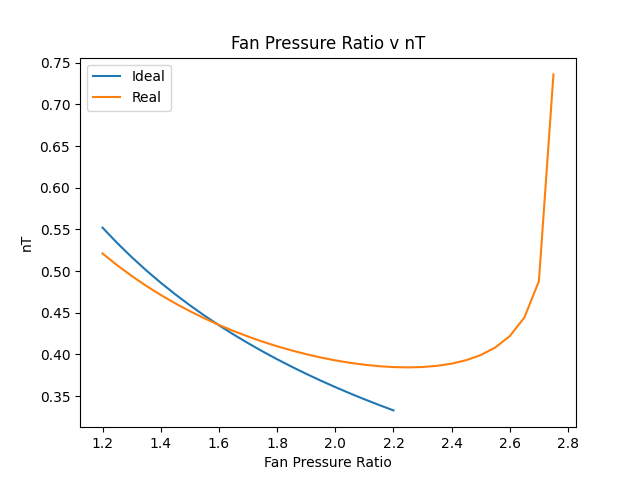 Fan Pressure Ratio v nT
Ideal
Real
0.75
0.70
0.65
0.60
0.55
0.50
0.45
0.40
0.35
nT
1.2 1.4 1.6 1.8 2.0 2.2 2.4 2.6 2.8
Fan Pressure Ratio